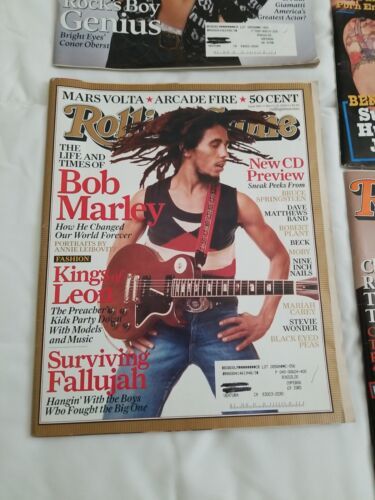 Rock's Boy
Genius
Bright Eyes'
Conor Oberst
Giamatti
America's
Greatest Actor?
MARS VOLTA ★ ARCADE FIRE ★ 50 CENT
Rolling Stone
THE
LIFE AND
TIMES OF
Bob
Marley
How He Changed
Our World Forever
PORTRAITS BY
ANNIE LEIBOVITZ
FASHION
Kings of
Leon
The Preacher's
Kids Party Down
With Models
and Music
Surviving
Fallujah
Hangin' With the Boys
Who Fought the Big One
New CD
Preview
Sneak Peeks From
BRUCE
SPRINGSTEEN
DAVE
MATTHEWS
BAND
ROBERT
PLANT
BECK
MOBY
NINE
INCH
NAILS
MARIAH
CAREY
STEVIE
WONDER
BLACK EYED
PEAS
VENTURA CA
BEN